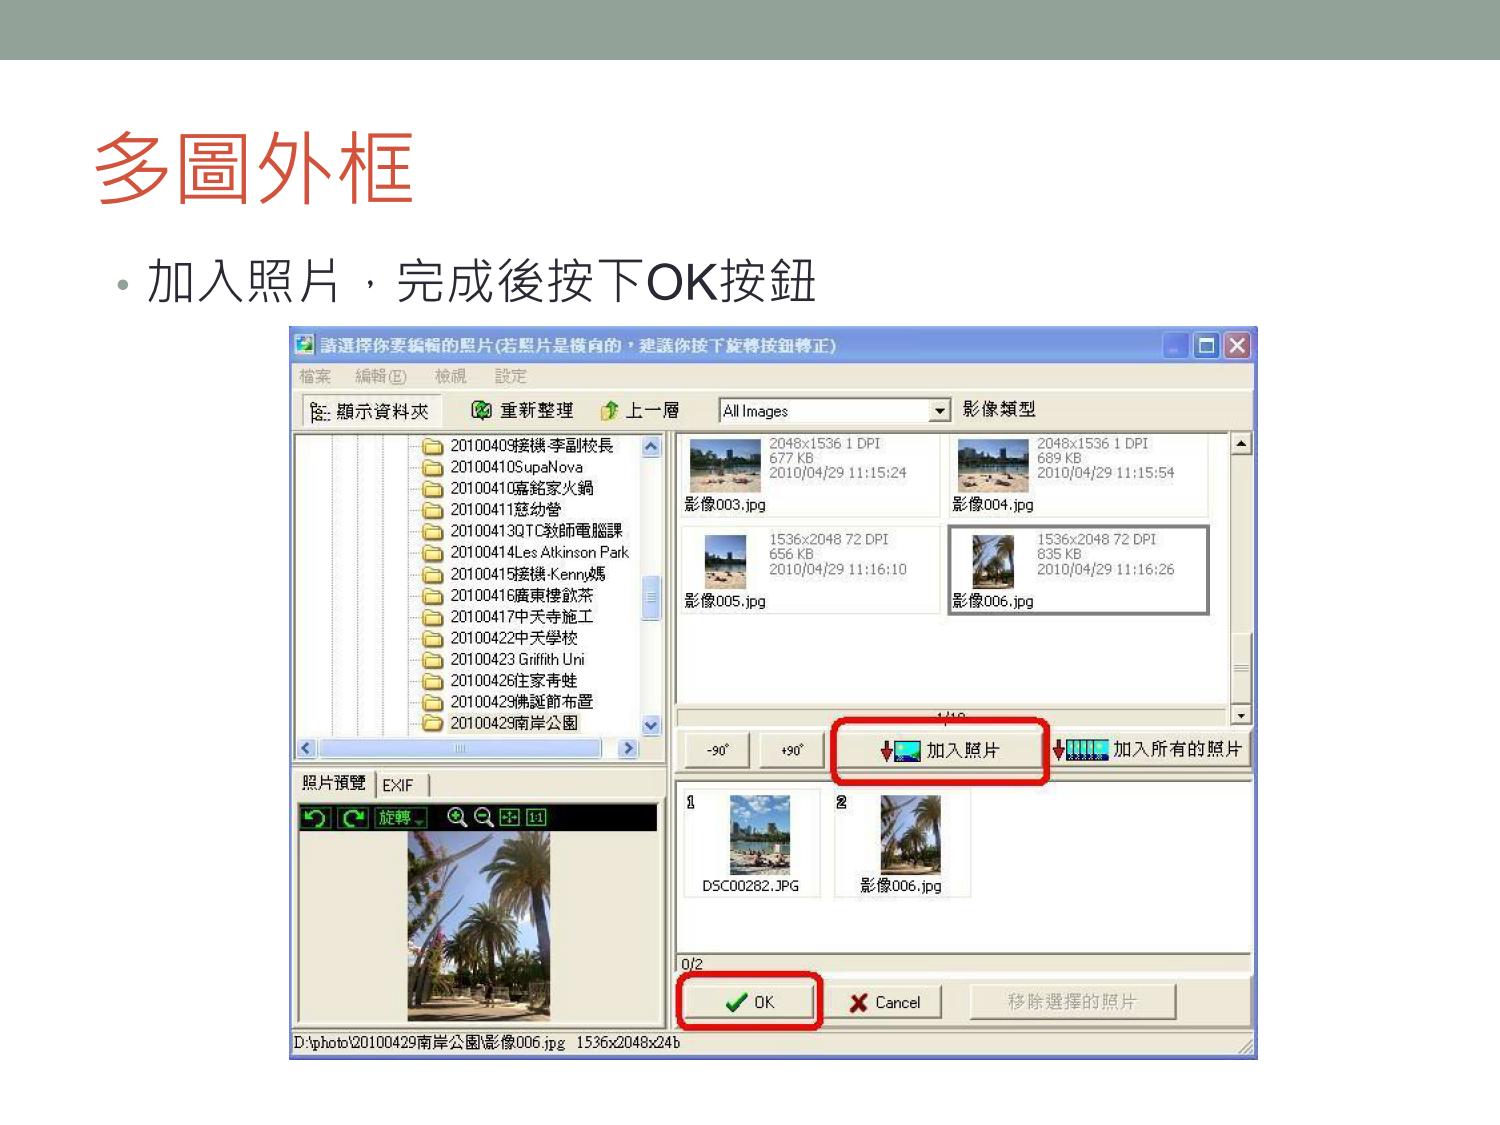 多圖外框
• 加入照片，完成後按下OK按鈕
請選擇你要編輯的照片(若照片是橫向的，建議你按下旋轉按鈕轉正)
檔案 編輯(E) 檢視 設定
顯示資料夾 重新整理 上一層 All Images 影像類型
20100409接機-李副校長
20100410SupaNova
20100410嘉銘家火鍋
20100411慈幼營
20100413QTC教師電腦課
20100414Les Atkinson Park
20100415接機-Kenny媽
20100416廣東樓飲茶
20100417中天寺施工
20100422中天學校
20100423 Griffith Uni
20100426住家青蛙
20100429佛誕節布置
20100429南岸公園
2048x1536 1 DPI
677 KB
2010/04/29 11:15:24
影像003.jpg
2048x1536 1 DPI
689 KB
2010/04/29 11:15:54
影像004.jpg
1536x2048 72 DPI
656 KB
2010/04/29 11:16:10
影像005.jpg
1536x2048 72 DPI
835 KB
2010/04/29 11:16:26
影像006.jpg
-90° +90° 加入照片 加入所有的照片
照片預覽 EXIF
旋轉 1:1
1 2
DSC00282.JPG 影像006.jpg
0/2
OK Cancel 移除選擇的照片
D:\photo\20100429南岸公園\影像006.jpg 1536x2048x24b